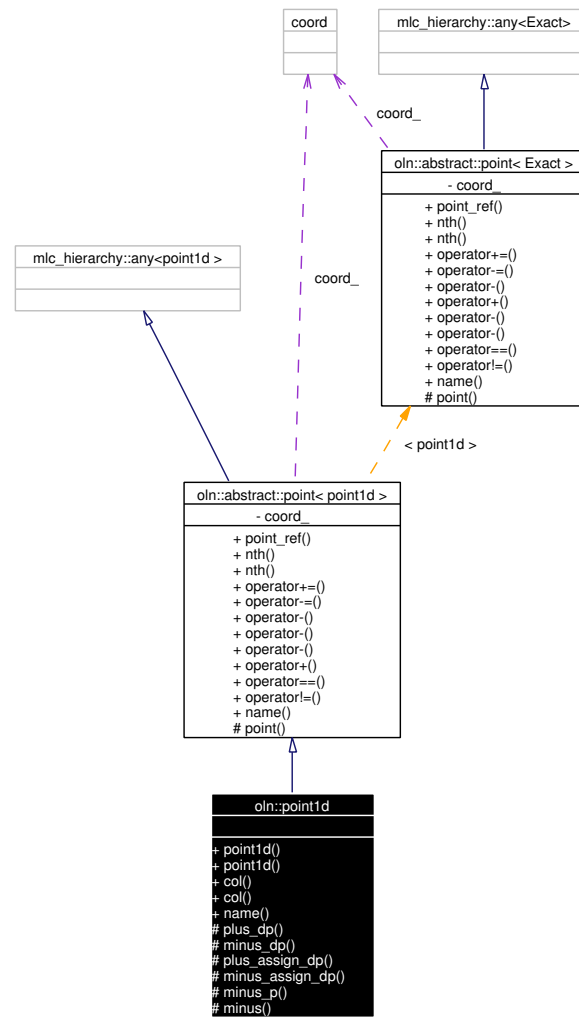 coord
mlc_hierarchy::any<Exact>
coord_
oln::abstract::point< Exact >
- coord_
+ point_ref()
+ nth()
+ nth()
+ operator+=()
+ operator-=()
+ operator-()
+ operator+()
+ operator-()
+ operator-()
+ operator==()
+ operator!=()
+ name()
# point()
mlc_hierarchy::any<point1d >
coord_
< point1d >
oln::abstract::point< point1d >
- coord_
+ point_ref()
+ nth()
+ nth()
+ operator+=()
+ operator-=()
+ operator-()
+ operator-()
+ operator-()
+ operator+()
+ operator==()
+ operator!=()
+ name()
# point()
oln::point1d
+ point1d()
+ point1d()
+ col()
+ col()
+ name()
# plus_dp()
# minus_dp()
# plus_assign_dp()
# minus_assign_dp()
# minus_p()
# minus()